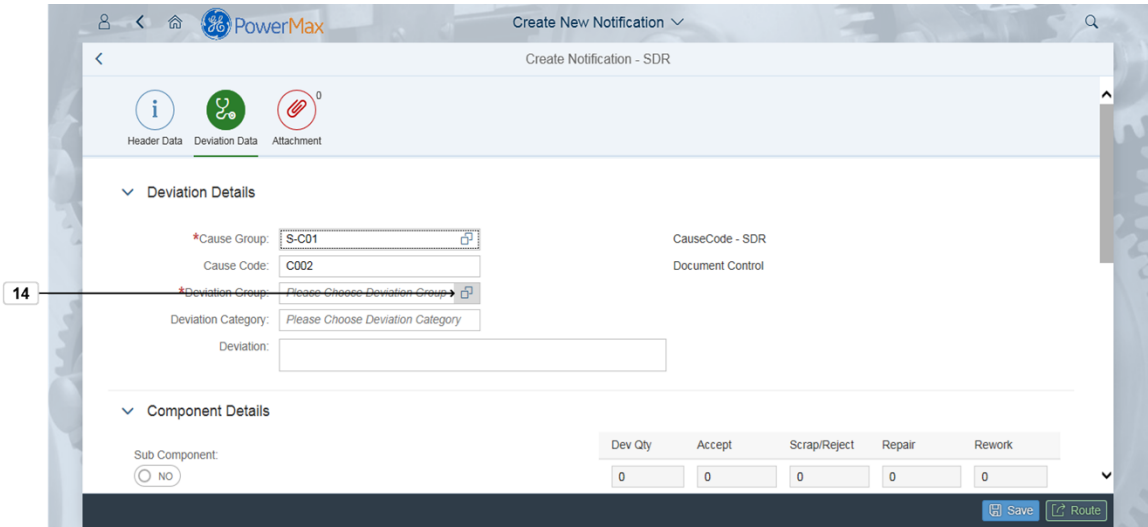 PowerMax
Create New Notification
Create Notification - SDR
0
Header Data Deviation Data Attachment
Deviation Details
*Cause Group: S-C01 CauseCode - SDR
Cause Code: C002 Document Control
14
*Deviation Group: Please Choose Deviation Group
Deviation Category: Please Choose Deviation Category
Deviation:
Component Details
Dev Qty Accept Scrap/Reject Repair Rework
Sub Component:
NO 0 0 0 0 0
Save Route